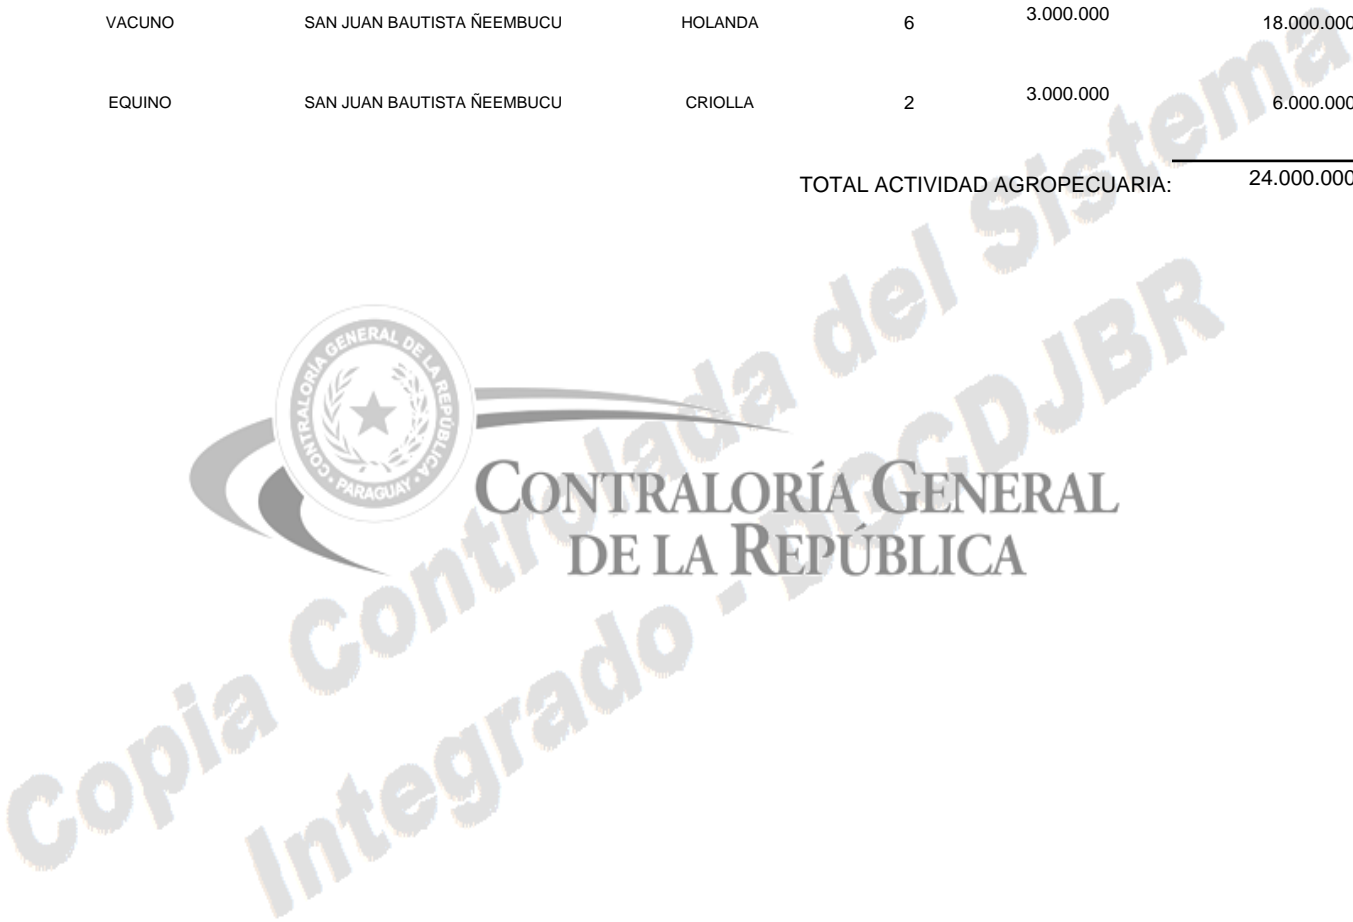 VACUNO SAN JUAN BAUTISTA ÑEEMBUCU HOLANDA 6 3.000.000 18.000.000
EQUINO SAN JUAN BAUTISTA ÑEEMBUCU CRIOLLA 2 3.000.000 6.000.000
TOTAL ACTIVIDAD AGROPECUARIA: 24.000.000
CONTRALORÍA GENERAL DE LA REPÚBLICA
• PARAGUAY •
CONTRALORÍA GENERAL
DE LA REPÚBLICA
Copia Controlada del Sistema
Integrado - DGCDJBR